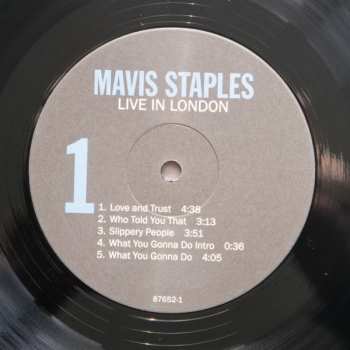 MAVIS STAPLES
LIVE IN LONDON
1
1. Love and Trust 4:38
2. Who Told You That 3:13
3. Slippery People 3:51
4. What You Gonna Do Intro 0:36
5. What You Gonna Do 4:05
87652-1